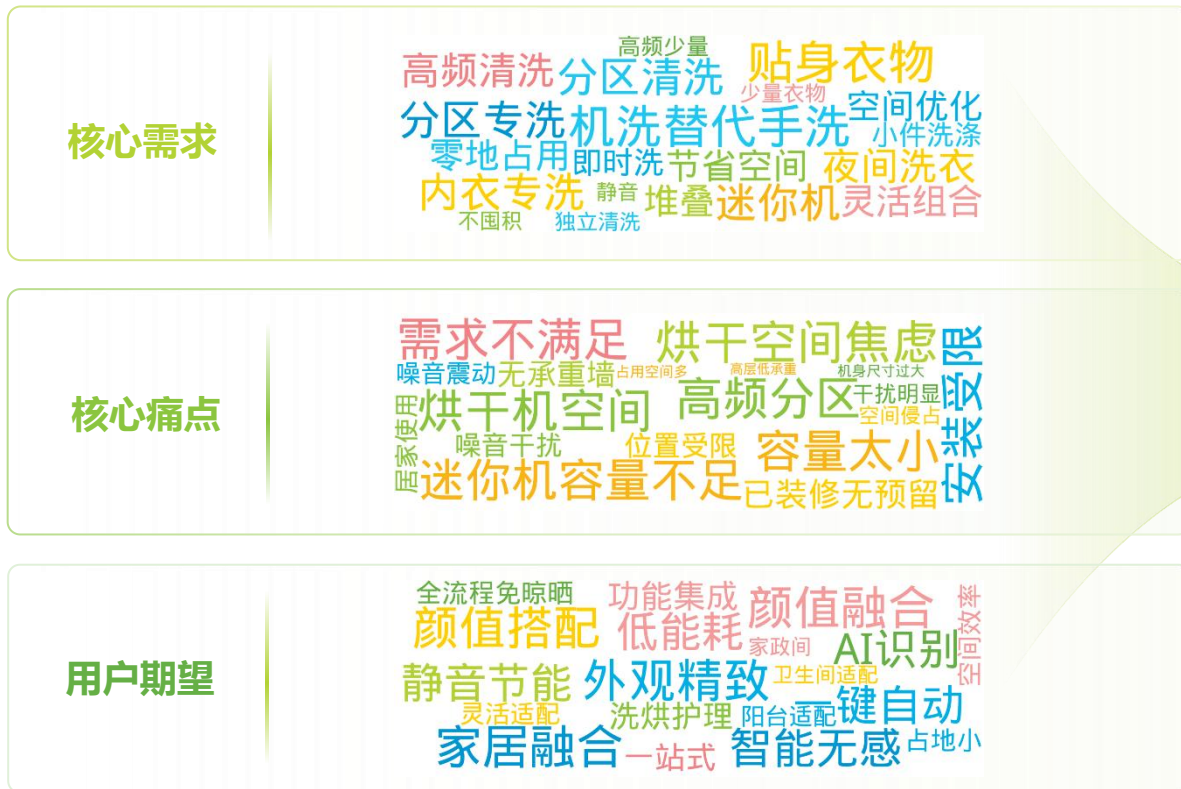 核心需求
高频少量
高频清洗
分区清洗
贴身衣物
少量衣物
分区专洗
机洗替代手洗
空间优化
小件洗涤
零地占用
即时洗
节省空间
夜间洗衣
内衣专洗
静音
堆叠
迷你机
灵活组合
不囤积
独立清洗
核心痛点
需求不满足
烘干空间焦虑
安装受限
噪音震动
无承重墙
占用空间多
高层低承重
机身尺寸过大
居家使用
烘干机空间
高频分区
干扰明显
空间侵占
噪音干扰
位置受限
容量太小
迷你机容量不足
已装修无预留
用户期望
全流程免晾晒
功能集成
颜值融合
空间效率
颜值搭配
低能耗
家政间
AI识别
静音节能
外观精致
卫生间适配
一键自动
灵活适配
洗烘护理
阳台适配
家居融合
一站式
智能无感
占地小